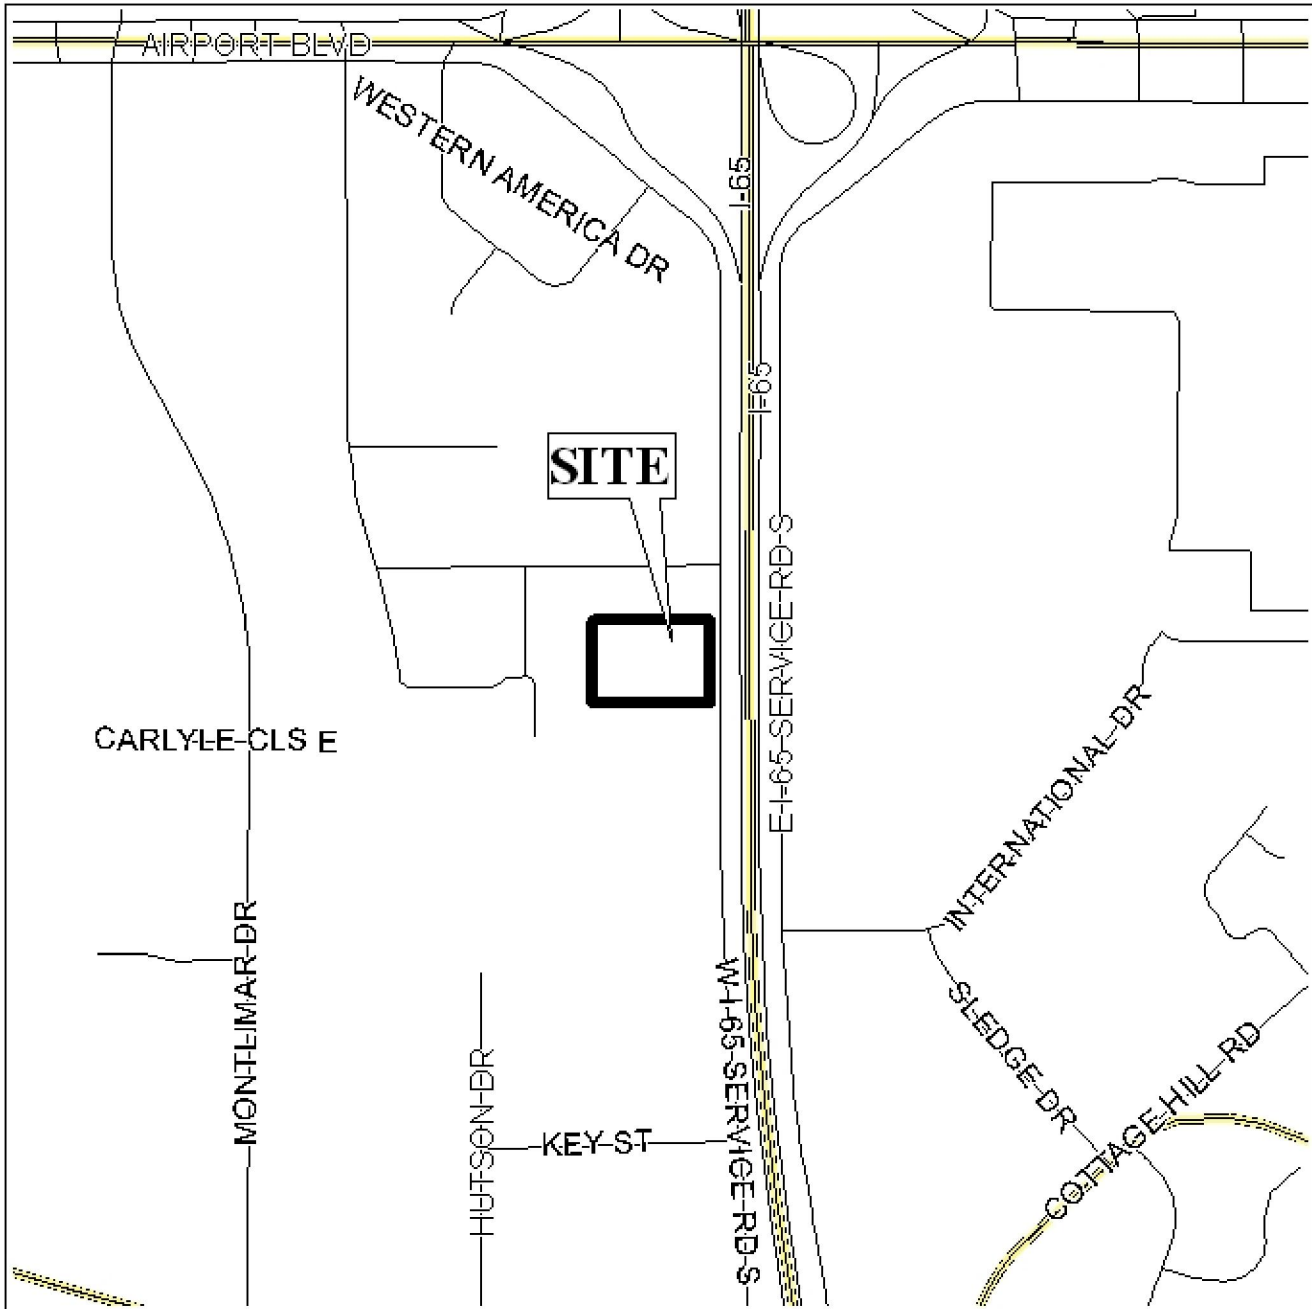 AIRPORT BLVD
WESTERN AMERICA DR
I-65
I-65
SITE
E-I-65-SERVICE-RD-S
CARLYLE-CLS E
INTERNATIONAL-DR
MONTLIMAR-DR
W-I-65-SERVICE-RD-S
SLEDGE-DR
COTTAGE-HILL RD
HUTSON-DR
KEY-ST